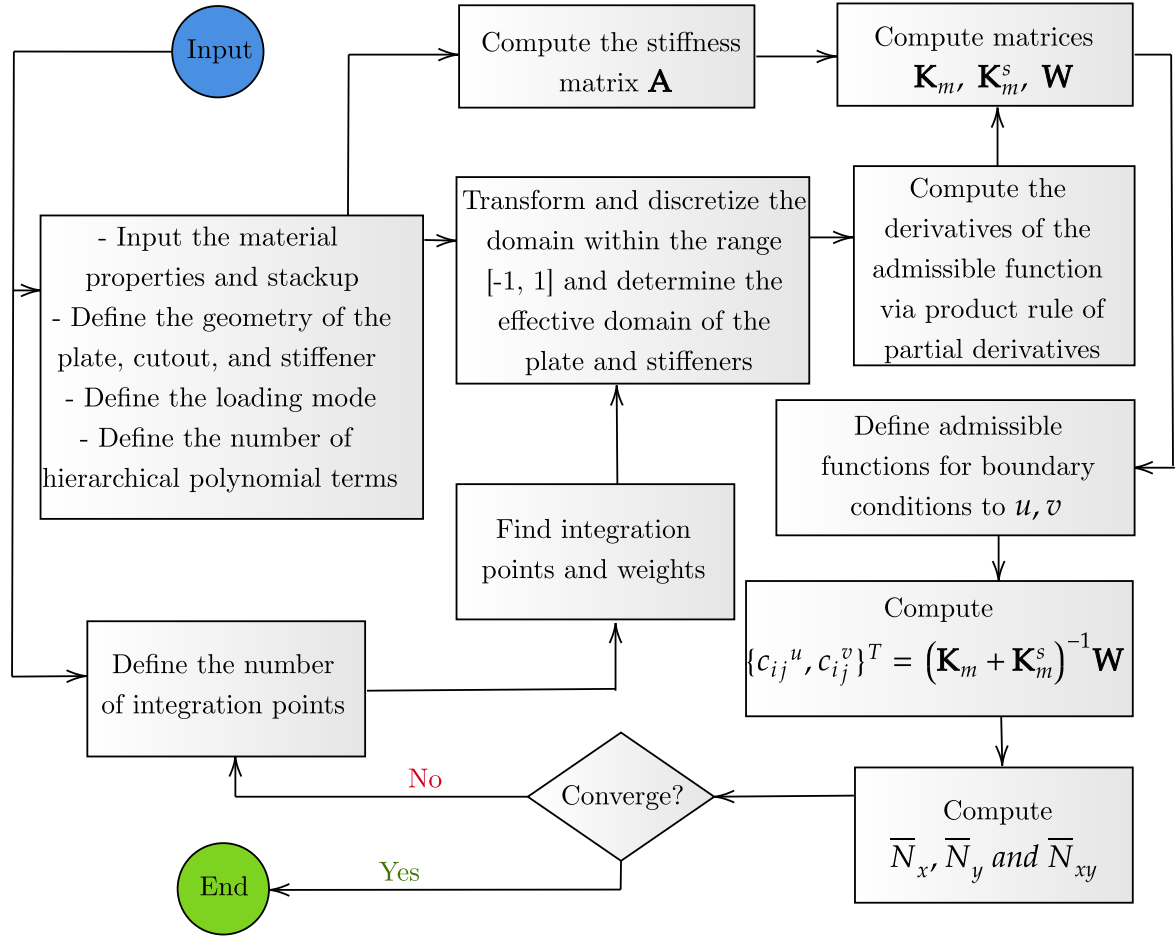 Input
Compute the stiffness
matrix A
Compute matrices
K_m, K_m^s, W
- Input the material
properties and stackup
- Define the geometry of the
plate, cutout, and stiffener
- Define the loading mode
- Define the number of
hierarchical polynomial terms
Transform and discretize the
domain within the range
[-1, 1] and determine the
effective domain of the
plate and stiffeners
Compute the
derivatives of the
admissible function
via product rule of
partial derivatives
Define admissible
functions for boundary
conditions to u, v
Find integration
points and weights
Compute
{c_{ij}^u, c_{ij}^v}^T = (K_m + K_m^s)^{-1} W
Define the number
of integration points
No
Converge?
Compute
N̅_x, N̅_y and N̅_{xy}
Yes
End